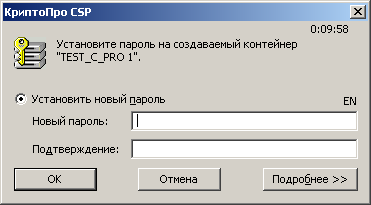 КриптоПро CSP
0:09:58
Установите пароль на создаваемый контейнер
"TEST_C_PRO 1".
Установить новый пароль
EN
Новый пароль:
Подтверждение:
OK
Отмена
Подробнее >>